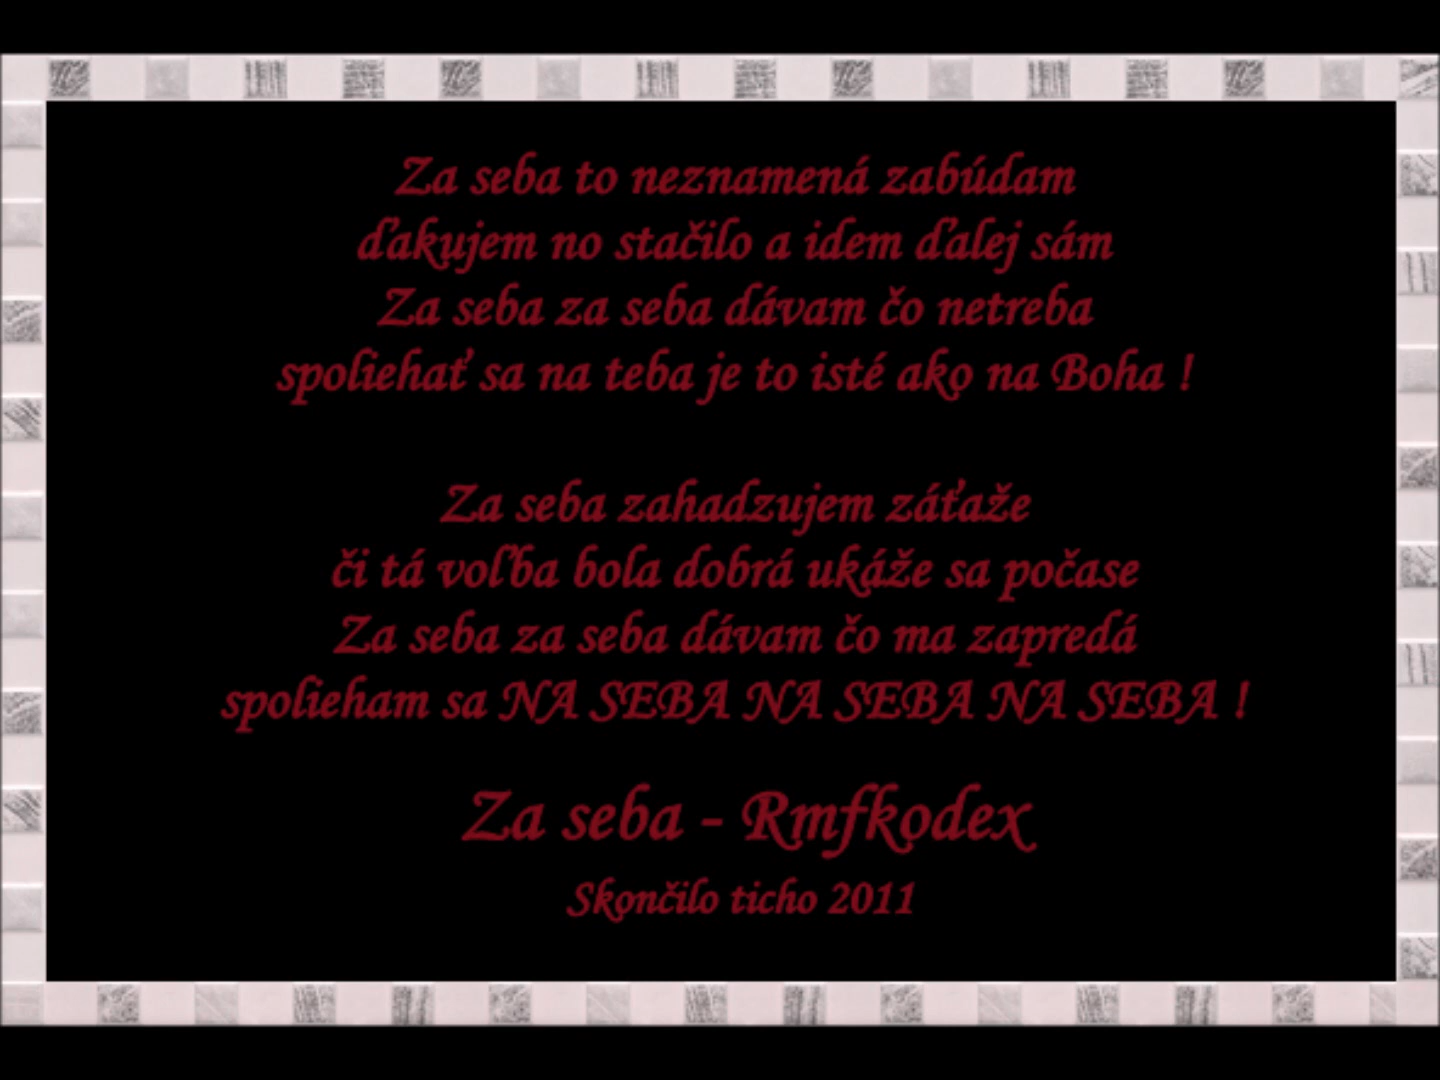 Za seba to neznamená zabúdam
ďakujem no stačilo a idem ďalej sám
Za seba za seba dávam čo netreba
spoliehať sa na teba je to isté ako na Boha !
Za seba zahadzujem záťaže
či tá voľba bola dobrá ukáže sa počase
Za seba za seba dávam čo ma zapredá
spolieham sa NA SEBA NA SEBA NA SEBA !
Za seba - Rmfkodex
Skončilo ticho 2011